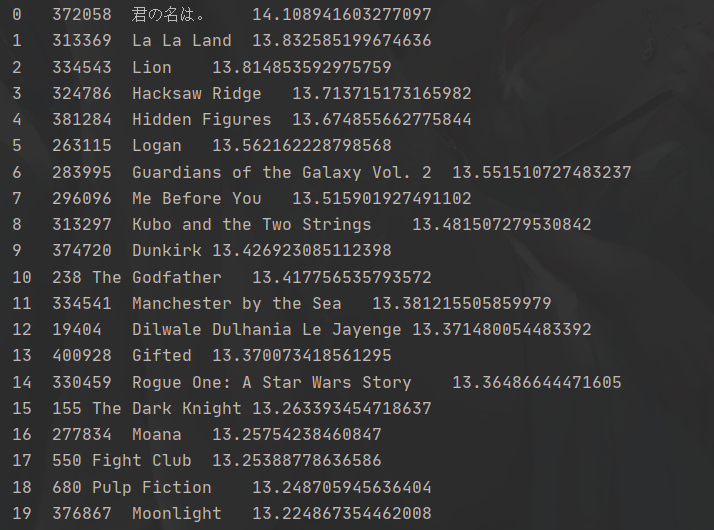 0 372058 君の名は。 14.108941603277097
1 313369 La La Land 13.832585199674636
2 334543 Lion 13.814853592975759
3 324786 Hacksaw Ridge 13.713715173165982
4 381284 Hidden Figures 13.674855662775844
5 263115 Logan 13.562162228798568
6 283995 Guardians of the Galaxy Vol. 2 13.551510727483237
7 296096 Me Before You 13.515901927491102
8 313297 Kubo and the Two Strings 13.481507279530842
9 374720 Dunkirk 13.426923085112398
10 238 The Godfather 13.417756535793572
11 334541 Manchester by the Sea 13.381215505859979
12 19404 Dilwale Dulhania Le Jayenge 13.371480054483392
13 400928 Gifted 13.370073418561295
14 330459 Rogue One: A Star Wars Story 13.36486644471605
15 155 The Dark Knight 13.263393454718637
16 277834 Moana 13.25754238460847
17 550 Fight Club 13.25388778636586
18 680 Pulp Fiction 13.248705945636404
19 376867 Moonlight 13.224867354462008